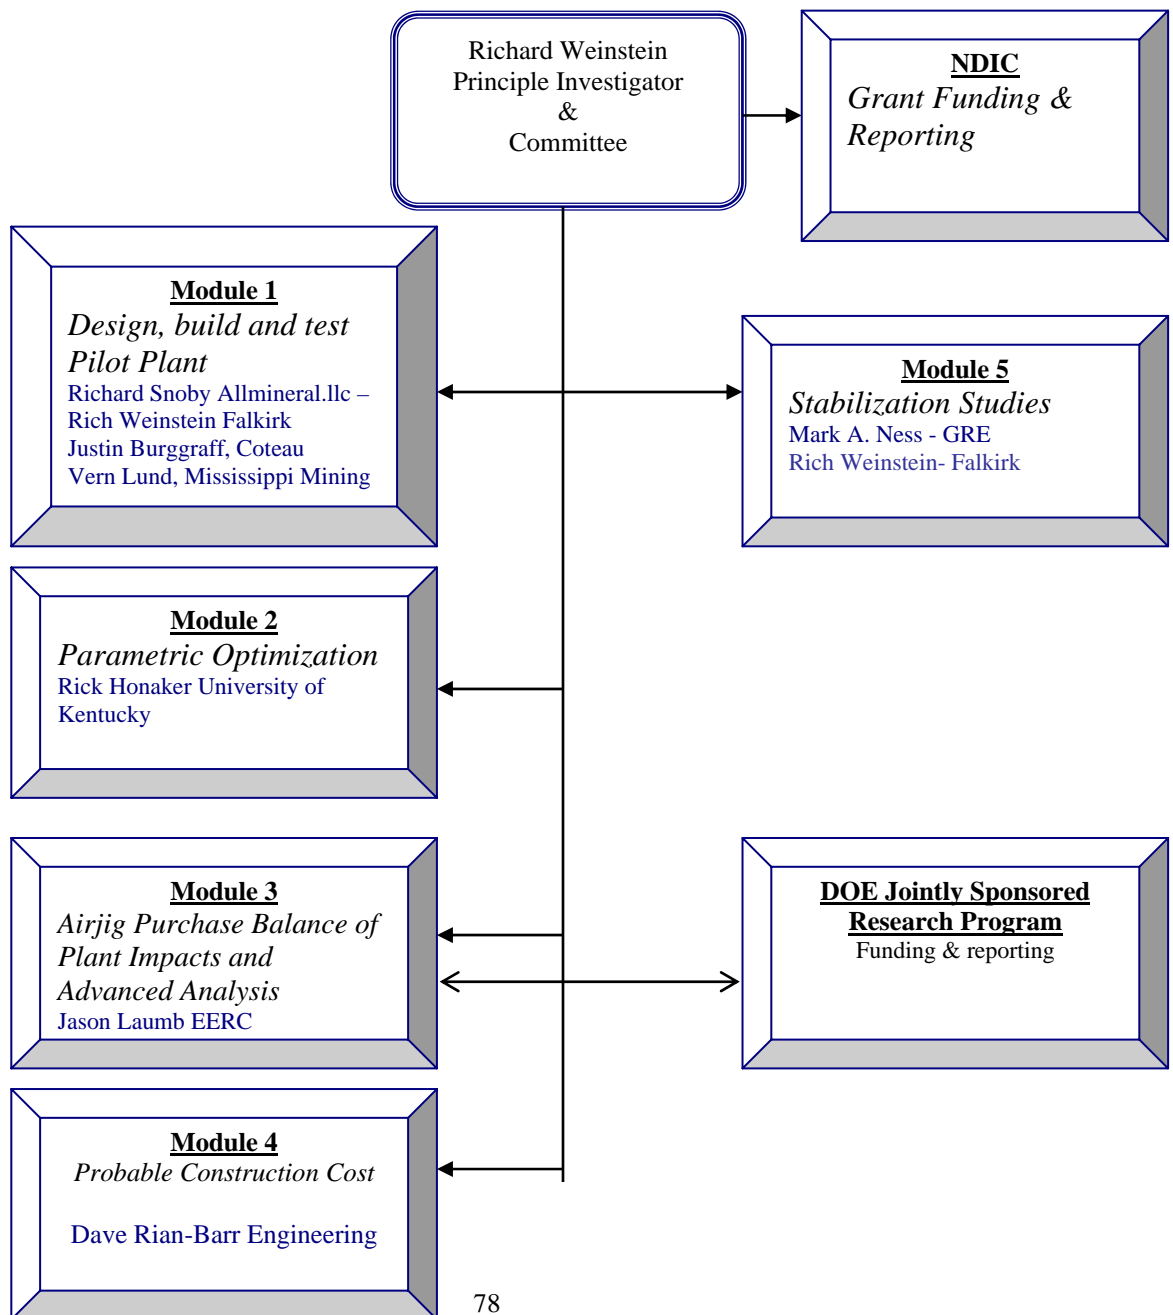 Richard Weinstein
Principle Investigator
&
Committee
NDIC
Grant Funding &
Reporting
Module 1
Design, build and test
Pilot Plant
Richard Snoby Allmineral.llc –
Rich Weinstein Falkirk
Justin Burggraff, Coteau
Vern Lund, Mississippi Mining
Module 5
Stabilization Studies
Mark A. Ness - GRE
Rich Weinstein- Falkirk
Module 2
Parametric Optimization
Rick Honaker University of
Kentucky
Module 3
Airjig Purchase Balance of
Plant Impacts and
Advanced Analysis
Jason Laumb EERC
DOE Jointly Sponsored
Research Program
Funding & reporting
Module 4
Probable Construction Cost
Dave Rian-Barr Engineering
78